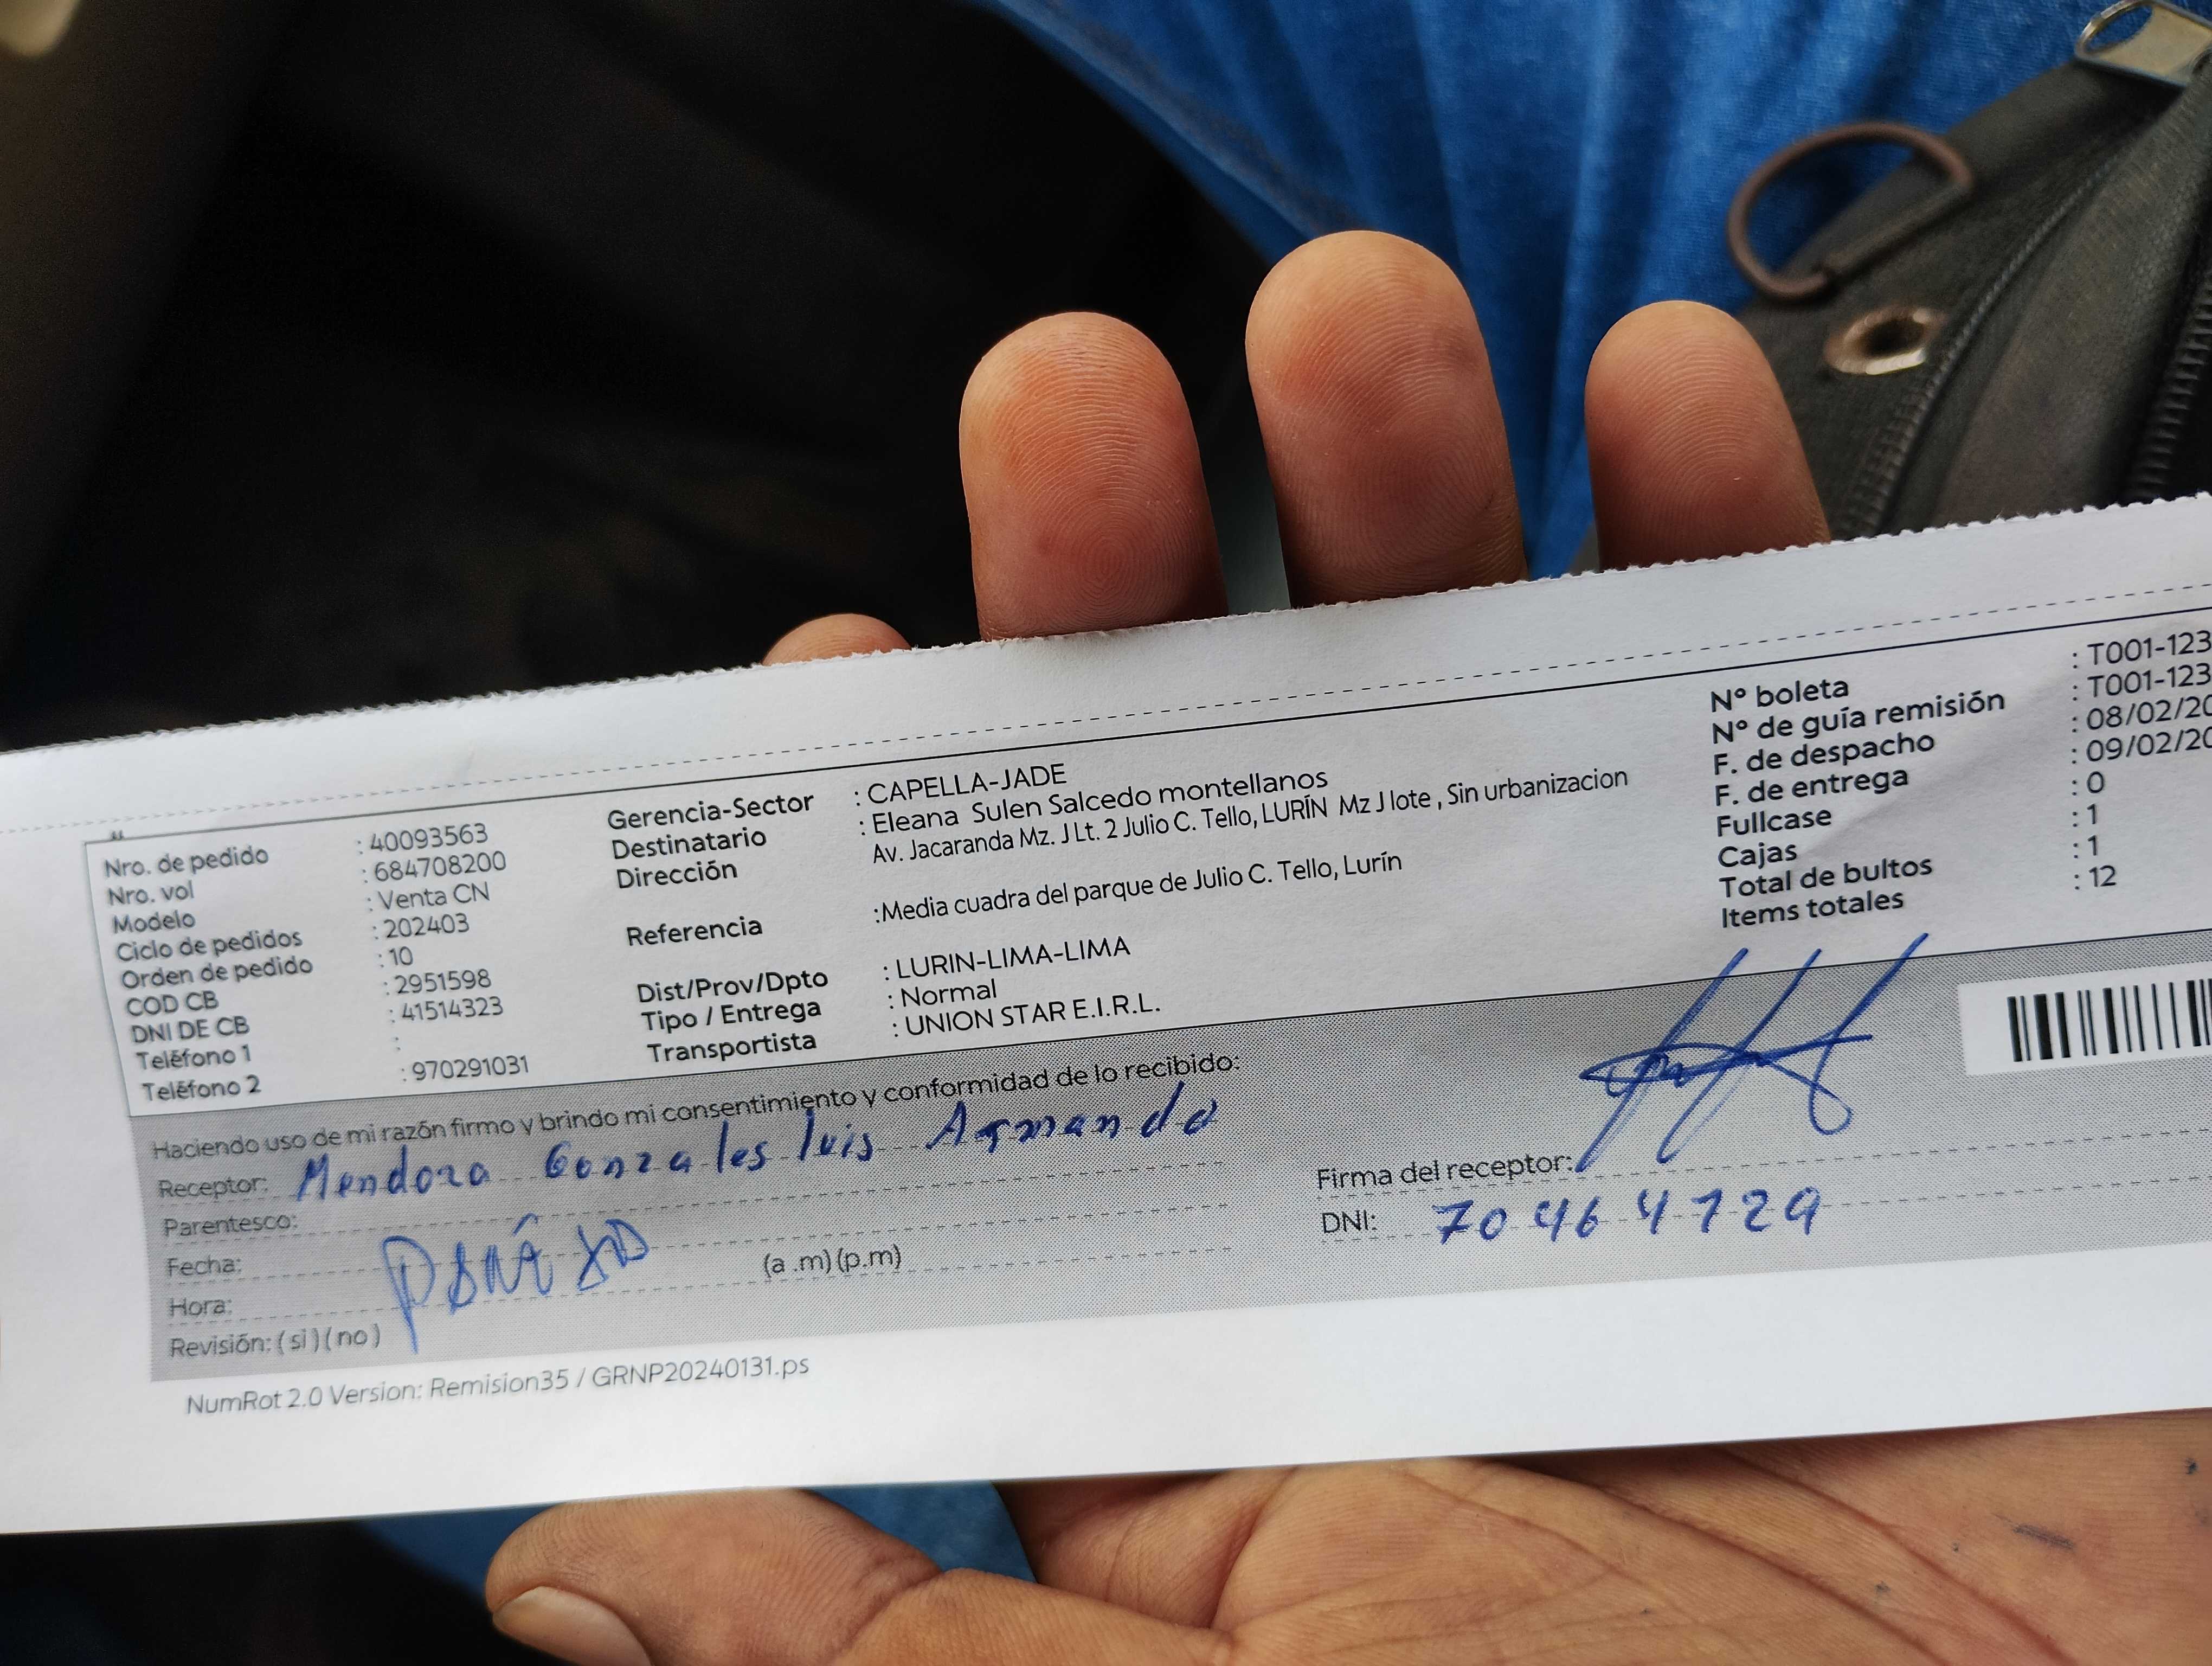 Nro. de pedido : 40093563
Nro. vol : 684708200
Modelo : Venta CN
Ciclo de pedidos : 202403
Orden de pedido : 10
COD CB : 2951598
DNI DE CB : 41514323
Teléfono 1 :
Teléfono 2 : 970291031
Gerencia-Sector : CAPELLA-JADE
Destinatario : Eleana Sulen Salcedo montellanos
Dirección Av. Jacaranda Mz. J Lt. 2 Julio C. Tello, LURÍN Mz J lote , Sin urbanizacion
Referencia :Media cuadra del parque de Julio C. Tello, Lurín
Dist/Prov/Dpto : LURIN-LIMA-LIMA
Tipo / Entrega : Normal
Transportista : UNION STAR E.I.R.L.
N° boleta : T001-123
N° de guía remisión : T001-123
F. de despacho : 08/02/20
F. de entrega : 09/02/20
Fullcase : 0
Cajas : 1
Total de bultos : 1
Items totales : 12
Haciendo uso de mi razón firmo y brindo mi consentimiento y conformidad de lo recibido:
Receptor: Mendoza Gonzales luis Armando
Parentesco:
Fecha:
Hora: (a .m) (p.m)
Revisión: ( si ) ( no )
Firma del receptor:
DNI: 70464729
NumRot 2.0 Version: Remision35 / GRNP20240131.ps